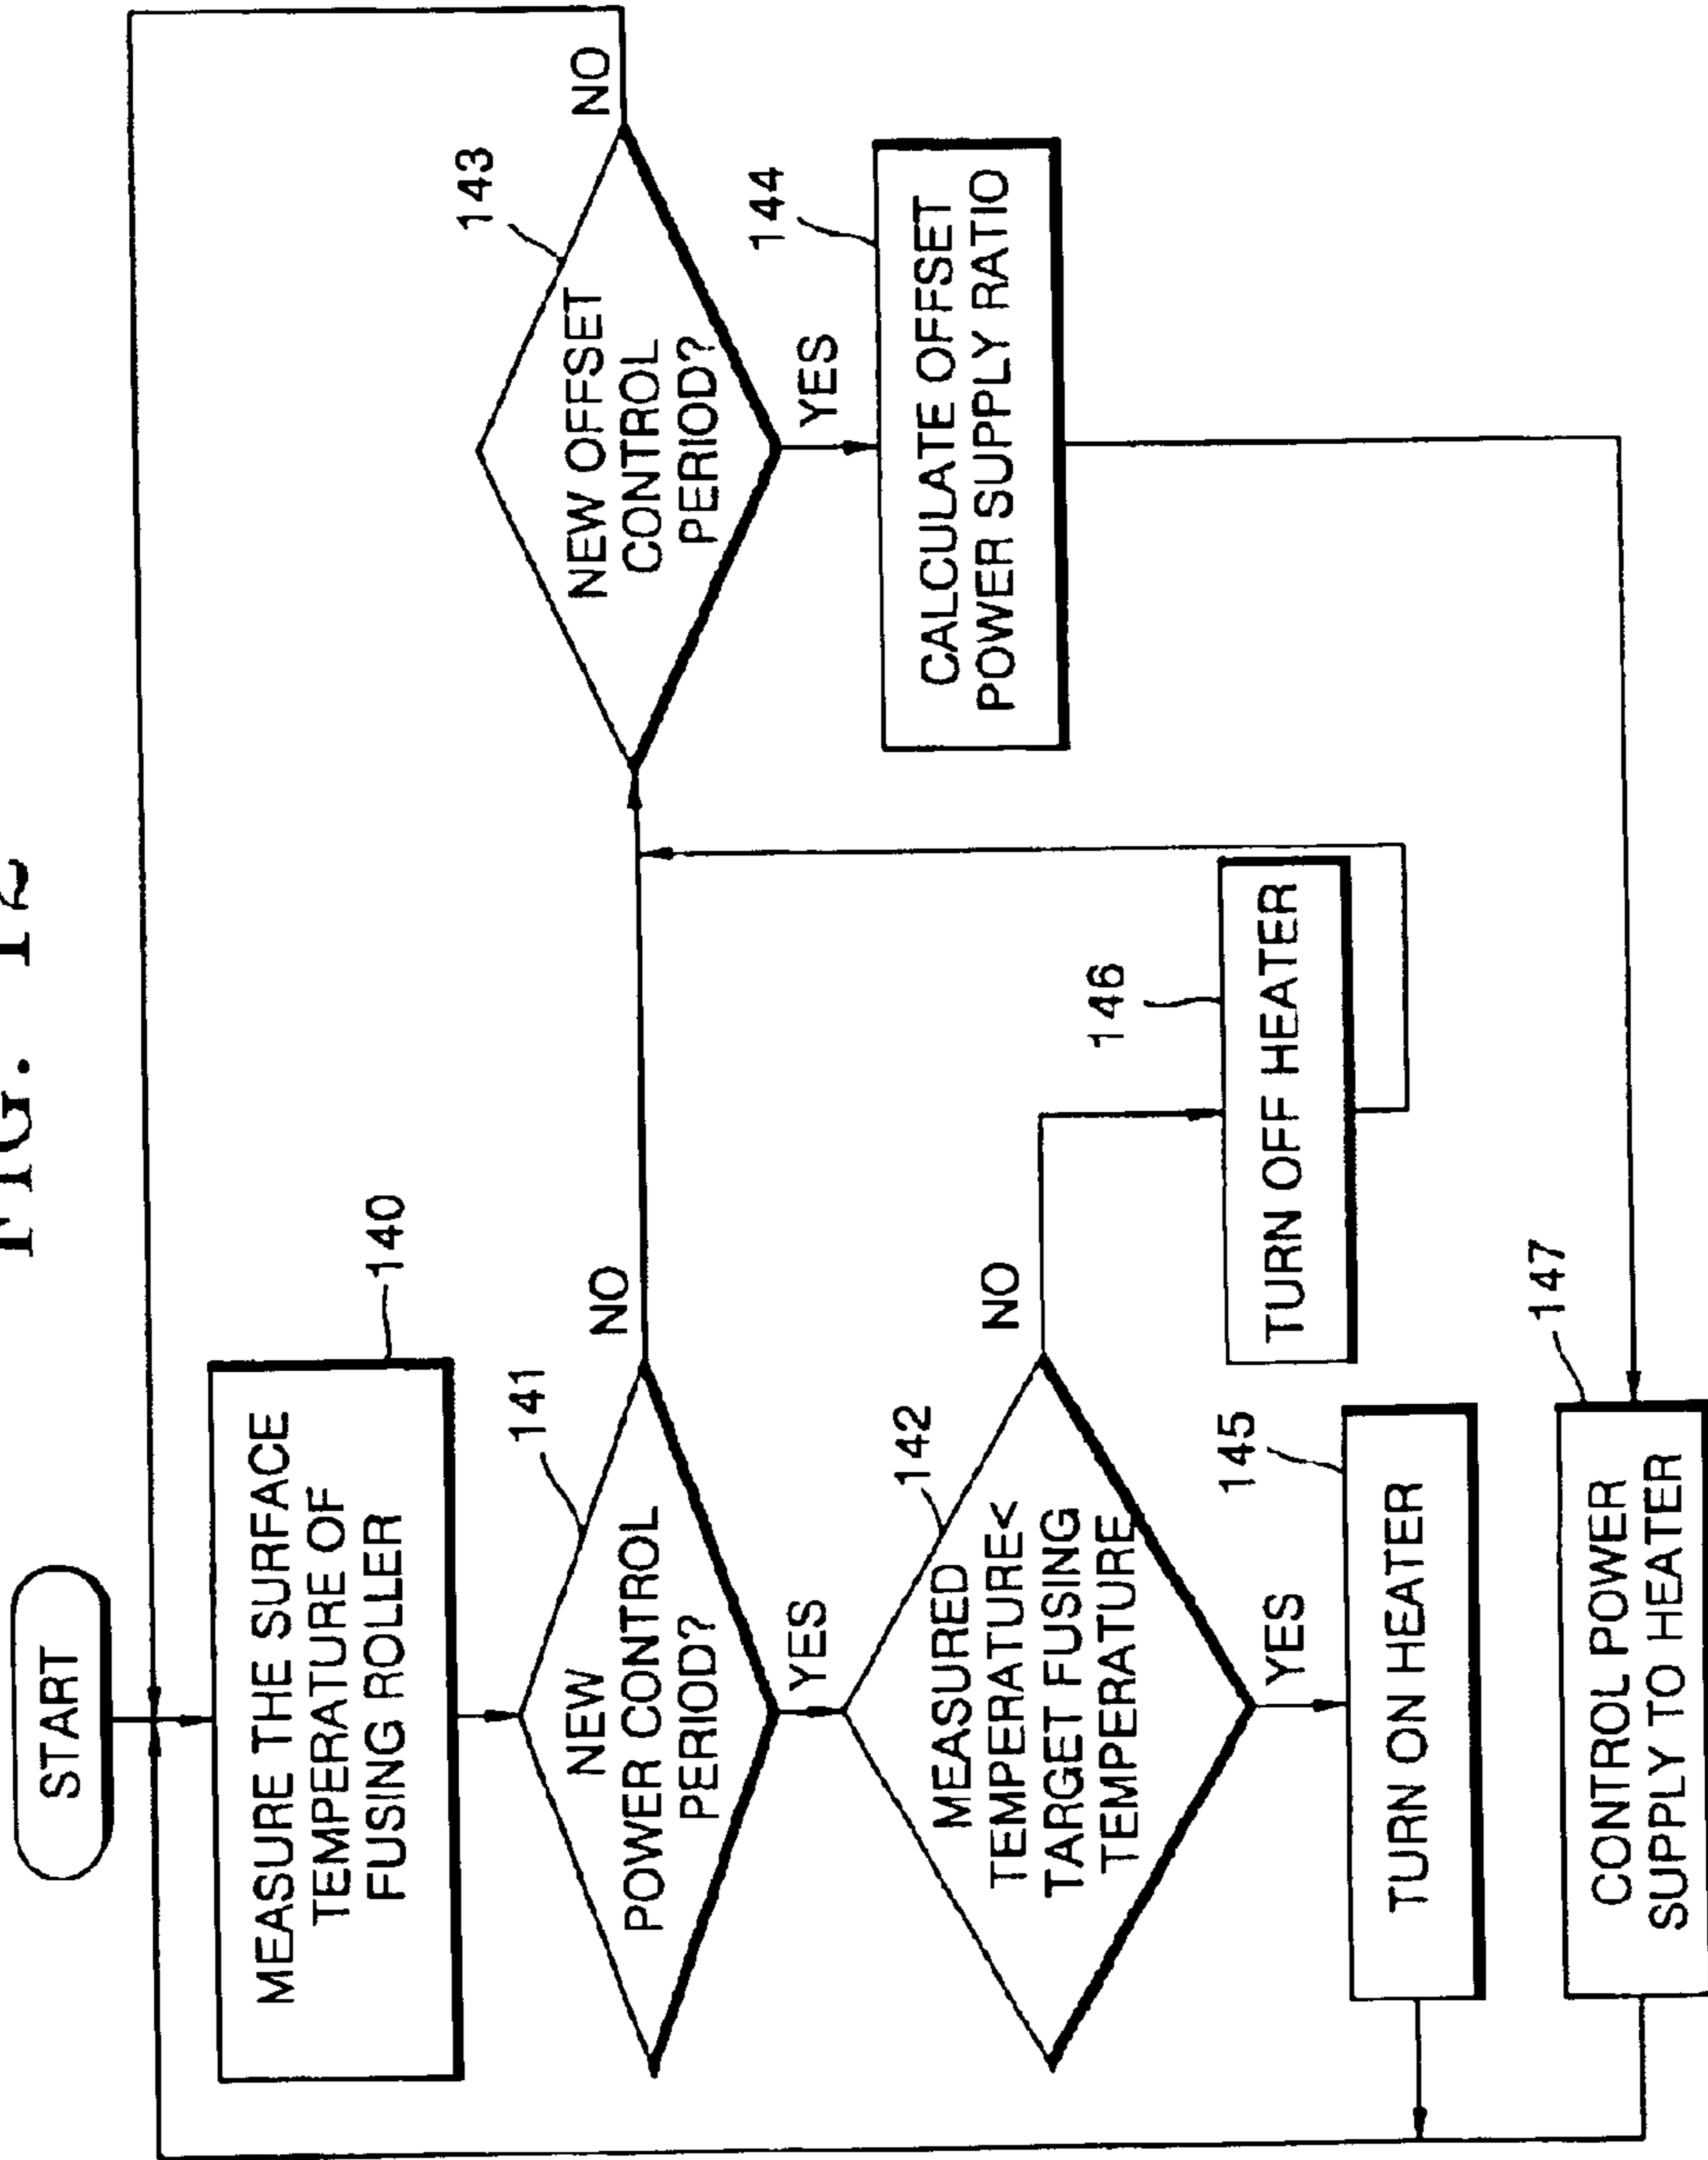 START
MEASURE THE SURFACE
TEMPERATURE OF
FUSING ROLLER
140
NEW
POWER CONTROL
PERIOD?
141
NO
YES
MEASURED
TEMPERATURE<
TARGET FUSING
TEMPERATURE
142
NO
YES
TURN ON HEATER
145
TURN OFF HEATER
146
NEW OFFSET
CONTROL
PERIOD?
143
NO
YES
CALCULATE OFFSET
POWER SUPPLY RATIO
144
CONTROL POWER
SUPPLY TO HEATER
147